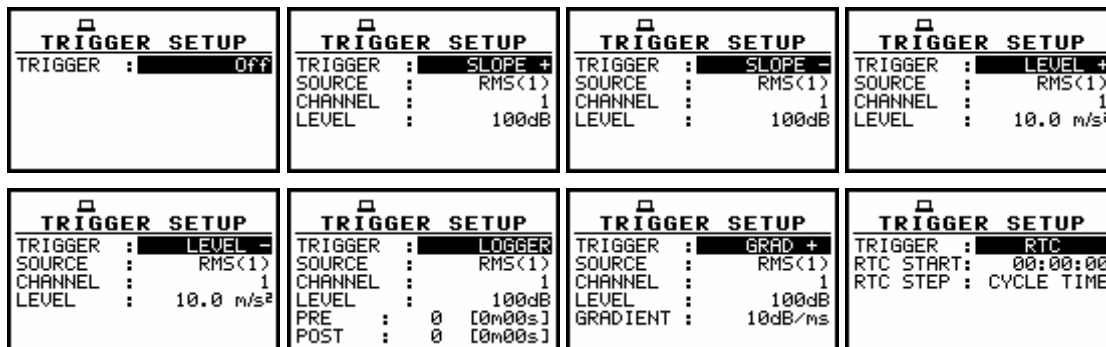 TRIGGER SETUP
TRIGGER : Off
TRIGGER SETUP
TRIGGER : SLOPE +
SOURCE : RMS(1)
CHANNEL : 1
LEVEL : 100dB
TRIGGER SETUP
TRIGGER : SLOPE -
SOURCE : RMS(1)
CHANNEL : 1
LEVEL : 100dB
TRIGGER SETUP
TRIGGER : LEVEL +
SOURCE : RMS(1)
CHANNEL : 1
LEVEL : 10.0 m/s²
TRIGGER SETUP
TRIGGER : LEVEL -
SOURCE : RMS(1)
CHANNEL : 1
LEVEL : 10.0 m/s²
TRIGGER SETUP
TRIGGER : LOGGER
SOURCE : RMS(1)
CHANNEL : 1
LEVEL : 100dB
PRE : 0 [0m00s]
POST : 0 [0m00s]
TRIGGER SETUP
TRIGGER : GRAD +
SOURCE : RMS(1)
CHANNEL : 1
LEVEL : 100dB
GRADIENT : 10dB/ms
TRIGGER SETUP
TRIGGER : RTC
RTC START: 00:00:00
RTC STEP : CYCLE TIME